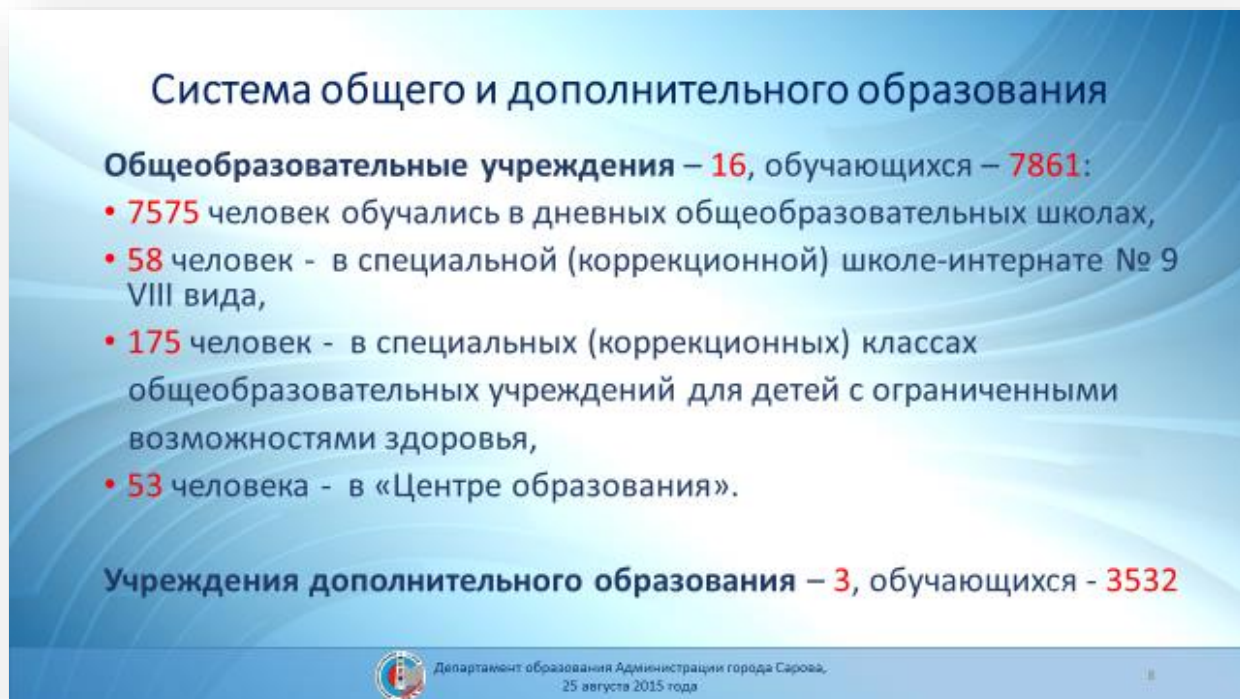 Система общего и дополнительного образования
Общеобразовательные учреждения – 16, обучающихся – 7861:
• 7575 человек обучались в дневных общеобразовательных школах,
• 58 человек - в специальной (коррекционной) школе-интернате № 9
VIII вида,
• 175 человек - в специальных (коррекционных) классах
общеобразовательных учреждений для детей с ограниченными
возможностями здоровья,
• 53 человека - в «Центре образования».
Учреждения дополнительного образования – 3, обучающихся - 3532
Департамент образования Администрации города Сарова,
25 августа 2015 года
8